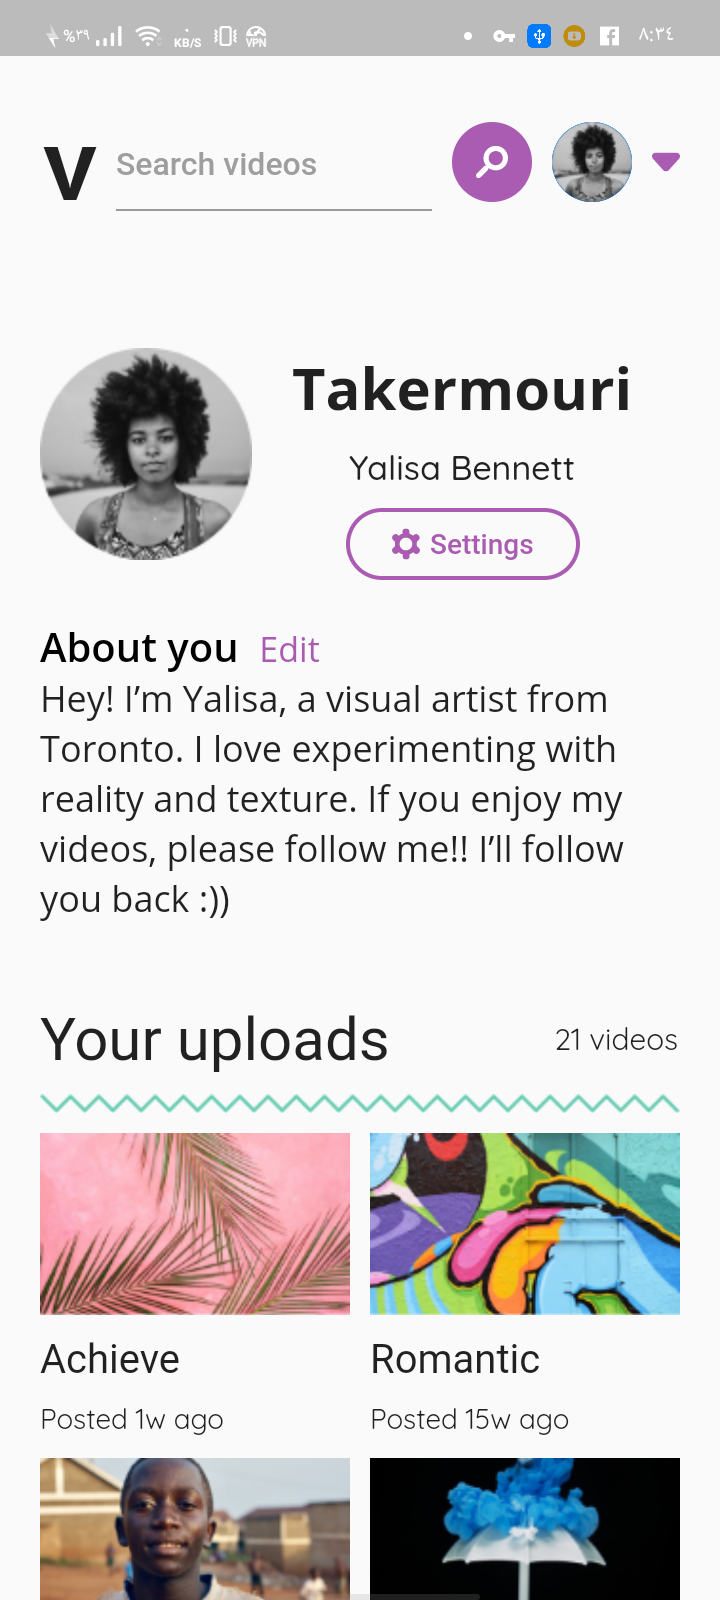 %٣٩ KB/S VPN ٨:٣٤
V Search videos
Takermouri
Yalisa Bennett
Settings
About you Edit
Hey! I’m Yalisa, a visual artist from
Toronto. I love experimenting with
reality and texture. If you enjoy my
videos, please follow me!! I’ll follow
you back :))
Your uploads 21 videos
Achieve Romantic
Posted 1w ago Posted 15w ago